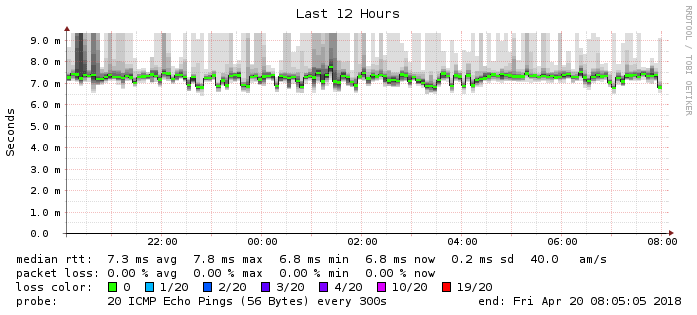 Last 12 Hours
RRDTOOL / TOBI OETIKER
Seconds
9.0 m
8.0 m
7.0 m
6.0 m
5.0 m
4.0 m
3.0 m
2.0 m
1.0 m
0.0
22:00 00:00 02:00 04:00 06:00 08:00
median rtt: 7.3 ms avg 7.8 ms max 6.8 ms min 6.8 ms now 0.2 ms sd 40.0 am/s
packet loss: 0.00 % avg 0.00 % max 0.00 % min 0.00 % now
loss color: 0 1/20 2/20 3/20 4/20 10/20 19/20
probe: 20 ICMP Echo Pings (56 Bytes) every 300s end: Fri Apr 20 08:05:05 2018